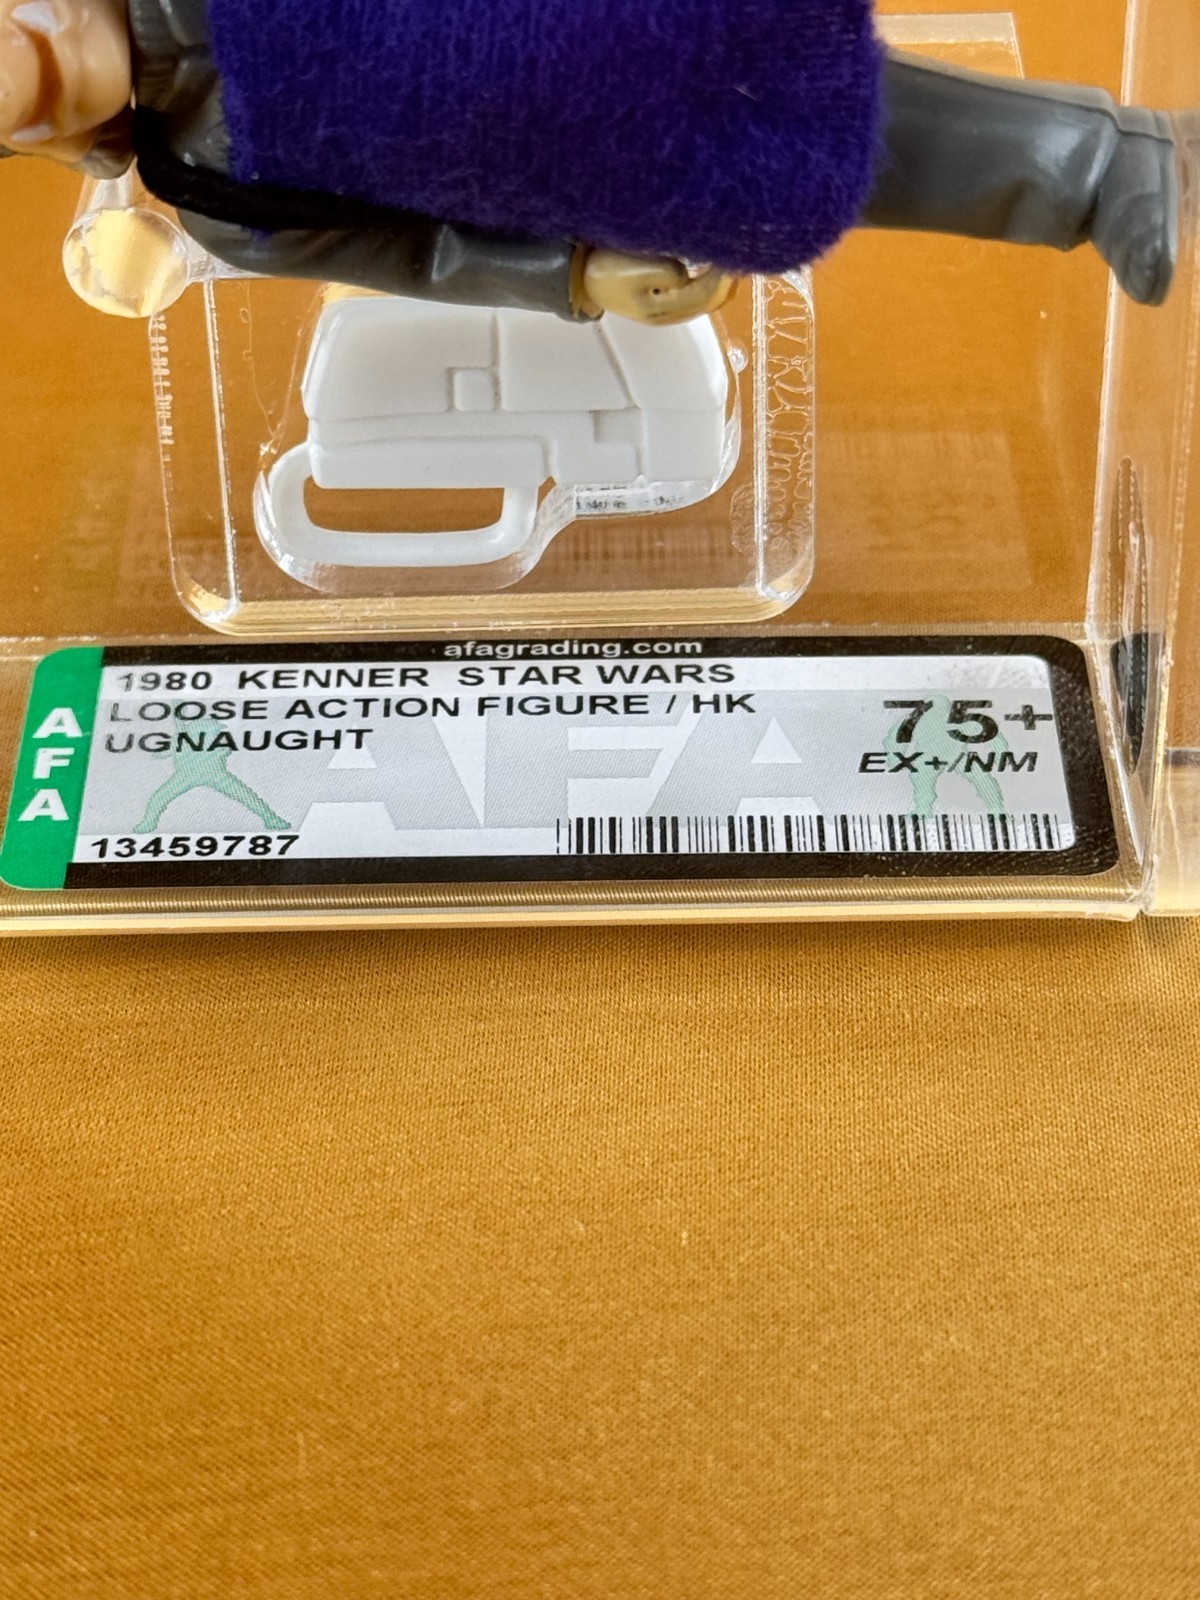 afagrading.com
AFA
1980 KENNER STAR WARS
LOOSE ACTION FIGURE / HK
UGNAUGHT
75+
EX+/NM
AFA
13459787